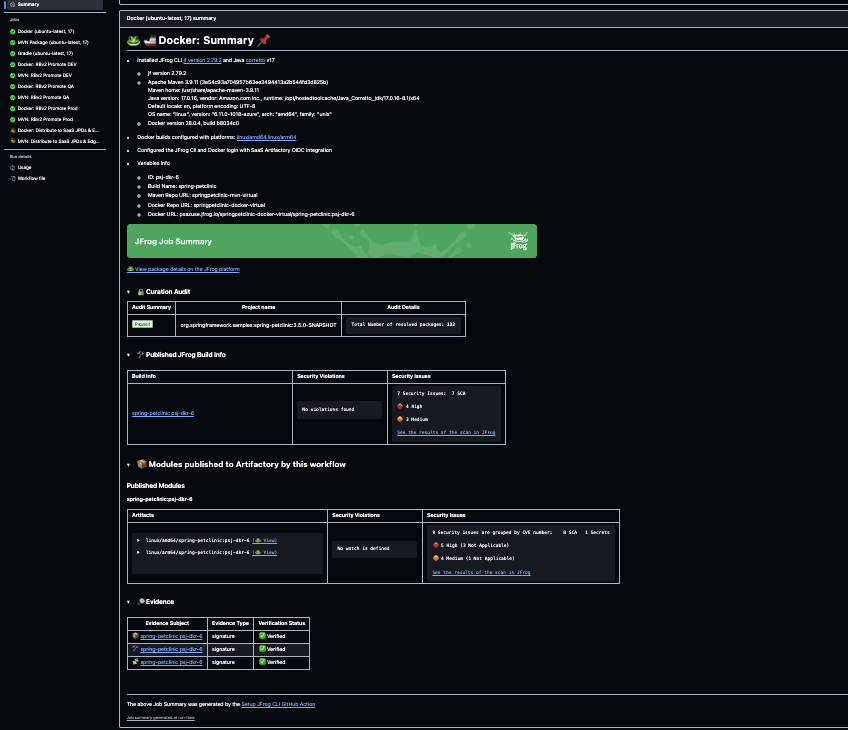 Summary
Jobs
Docker (ubuntu-latest, 17)
MVN Package (ubuntu-latest, 17)
Gradle (ubuntu-latest, 17)
Docker: RBv2 Promote DEV
MVN: RBv2 Promote DEV
Docker: RBv2 Promote QA
MVN: RBv2 Promote QA
Docker: RBv2 Promote Prod
MVN: RBv2 Promote Prod
Docker: Distribute to SaaS JPDs & E...
MVN: Distribute to SaaS JPDs & Edg...
Run details
Usage
Workflow file
Docker (ubuntu-latest, 17) summary
Docker: Summary
Installed JFrog CLI jf version 2.79.2 and Java corretto v17
jf version 2.79.2
Apache Maven 3.9.11 (3e54c93a704957b63ee3494413a2b544fd3d825b)
Maven home: /usr/share/apache-maven-3.9.11
Java version: 17.0.16, vendor: Amazon.com Inc., runtime: /opt/hostedtoolcache/Java_Corretto_jdk/17.0.16-8.1/x64
Default locale: en, platform encoding: UTF-8
OS name: "linux", version: "6.11.0-1018-azure", arch: "amd64", family: "unix"
Docker version 28.0.4, build b8034c0
Docker builds configured with platforms: linux/amd64,linux/arm64
Configured the JFrog Cli and Docker login with SaaS Artifactory OIDC integration
Variables info
ID: psj-dkr-6
Build Name: spring-petclinic
Maven Repo URL: springpetclinic-mvn-virtual
Docker Repo URL: springpetclinic-docker-virtual
Docker URL: psazuse.jfrog.io/springpetclinic-docker-virtual/spring-petclinic:psj-dkr-6
JFrog Job Summary
JFrog
View package details on the JFrog platform
Curation Audit
Audit Summary Project name Audit Details
Passed org.springframework.samples:spring-petclinic:3.5.0-SNAPSHOT Total Number of resolved packages: 132
Published JFrog Build Info
Build Info Security Violations Security Issues
spring-petclinic psj-dkr-6 No violations found 7 Security Issues: 7 SCA
4 High
3 Medium
See the results of the scan in JFrog
Modules published to Artifactory by this workflow
Published Modules
spring-petclinic:psj-dkr-6
Artifacts Security Violations Security Issues
linux/amd64/spring-petclinic:psj-dkr-6 (View)
linux/arm64/spring-petclinic:psj-dkr-6 (View)
No watch is defined
9 Security issues are grouped by CVE number: 8 SCA 1 Secrets
5 High (3 Not Applicable)
4 Medium (1 Not Applicable)
See the results of the scan in JFrog
Evidence
Evidence Subject Evidence Type Verification Status
spring-petclinic psj-dkr-6 signature Verified
spring-petclinic psj-dkr-6 signature Verified
spring-petclinic psj-dkr-6 signature Verified
The above Job Summary was generated by the Setup JFrog CLI GitHub Action
Job summary generated at run-time